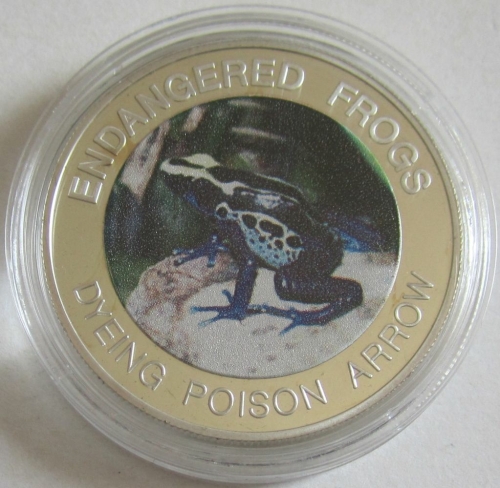 ENDANGERED FROGS
DYEING POISON ARROW